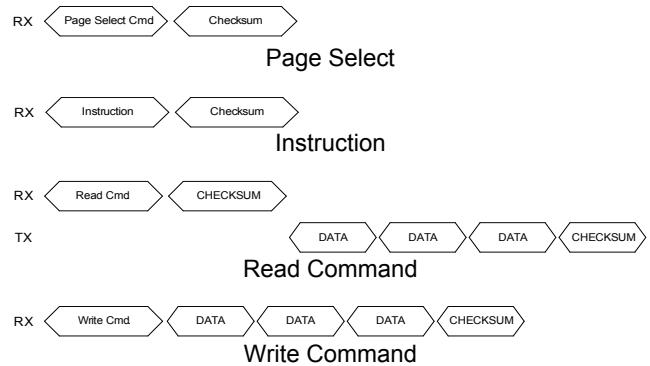 RX Page Select Cmd Checksum
Page Select
RX Instruction Checksum
Instruction
RX Read Cmd CHECKSUM
TX DATA DATA DATA CHECKSUM
Read Command
RX Write Cmd. DATA DATA DATA CHECKSUM
Write Command